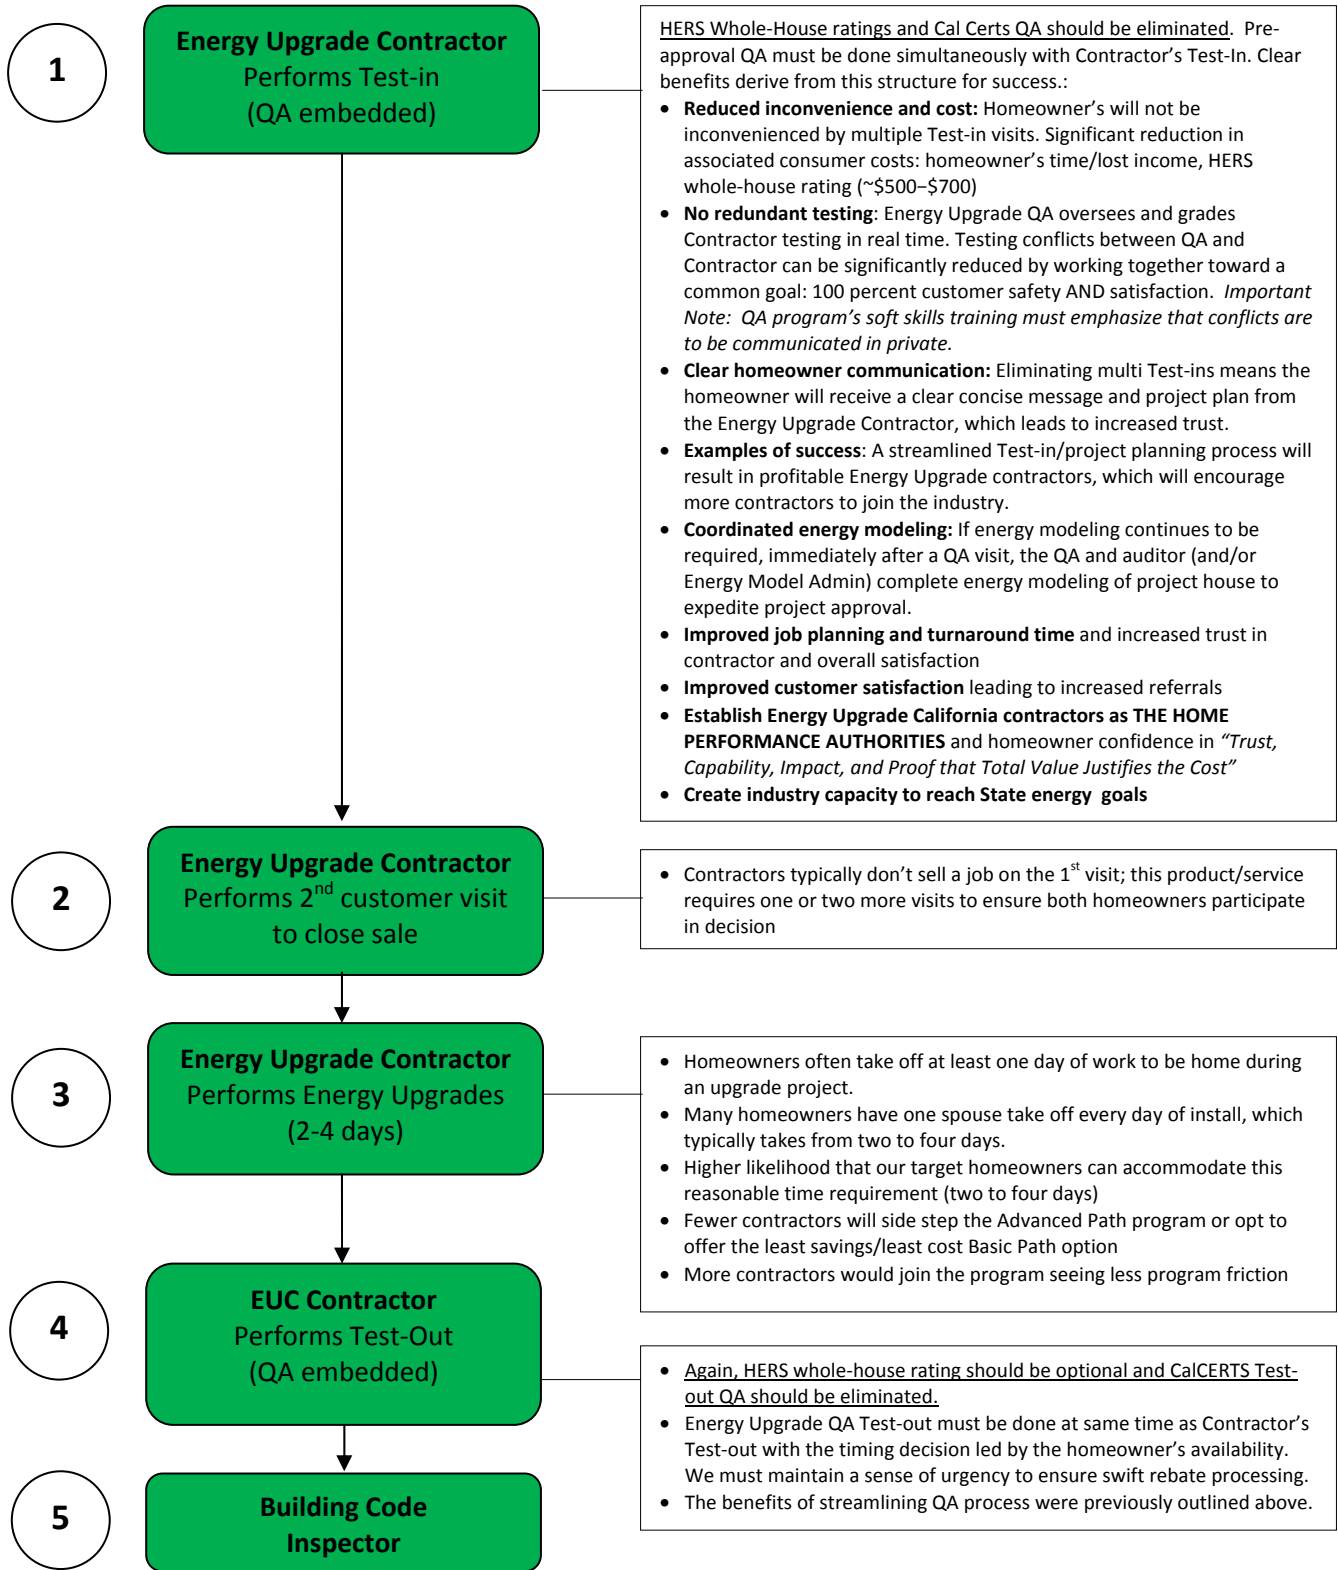 1
Energy Upgrade Contractor
Performs Test-in
(QA embedded)
HERS Whole-House ratings and Cal Certs QA should be eliminated.  Pre-
approval QA must be done simultaneously with Contractor’s Test-In. Clear
benefits derive from this structure for success.:
• Reduced inconvenience and cost: Homeowner’s will not be
inconvenienced by multiple Test-in visits. Significant reduction in
associated consumer costs: homeowner’s time/lost income, HERS
whole-house rating (~$500–$700)
• No redundant testing: Energy Upgrade QA oversees and grades
Contractor testing in real time. Testing conflicts between QA and
Contractor can be significantly reduced by working together toward a
common goal: 100 percent customer safety AND satisfaction.  Important
Note:  QA program’s soft skills training must emphasize that conflicts are
to be communicated in private.
• Clear homeowner communication: Eliminating multi Test-ins means the
homeowner will receive a clear concise message and project plan from
the Energy Upgrade Contractor, which leads to increased trust.
• Examples of success: A streamlined Test-in/project planning process will
result in profitable Energy Upgrade contractors, which will encourage
more contractors to join the industry.
• Coordinated energy modeling: If energy modeling continues to be
required, immediately after a QA visit, the QA and auditor (and/or
Energy Model Admin) complete energy modeling of project house to
expedite project approval.
• Improved job planning and turnaround time and increased trust in
contractor and overall satisfaction
• Improved customer satisfaction leading to increased referrals
• Establish Energy Upgrade California contractors as THE HOME
PERFORMANCE AUTHORITIES and homeowner confidence in “Trust,
Capability, Impact, and Proof that Total Value Justifies the Cost”
• Create industry capacity to reach State energy  goals
2
Energy Upgrade Contractor
Performs 2nd customer visit
to close sale
• Contractors typically don’t sell a job on the 1st visit; this product/service
requires one or two more visits to ensure both homeowners participate
in decision
3
Energy Upgrade Contractor
Performs Energy Upgrades
(2-4 days)
• Homeowners often take off at least one day of work to be home during
an upgrade project.
• Many homeowners have one spouse take off every day of install, which
typically takes from two to four days.
• Higher likelihood that our target homeowners can accommodate this
reasonable time requirement (two to four days)
• Fewer contractors will side step the Advanced Path program or opt to
offer the least savings/least cost Basic Path option
• More contractors would join the program seeing less program friction
4
EUC Contractor
Performs Test-Out
(QA embedded)
• Again, HERS whole-house rating should be optional and CalCERTS Test-
out QA should be eliminated.
• Energy Upgrade QA Test-out must be done at same time as Contractor’s
Test-out with the timing decision led by the homeowner’s availability.
We must maintain a sense of urgency to ensure swift rebate processing.
• The benefits of streamlining QA process were previously outlined above.
5
Building Code
Inspector